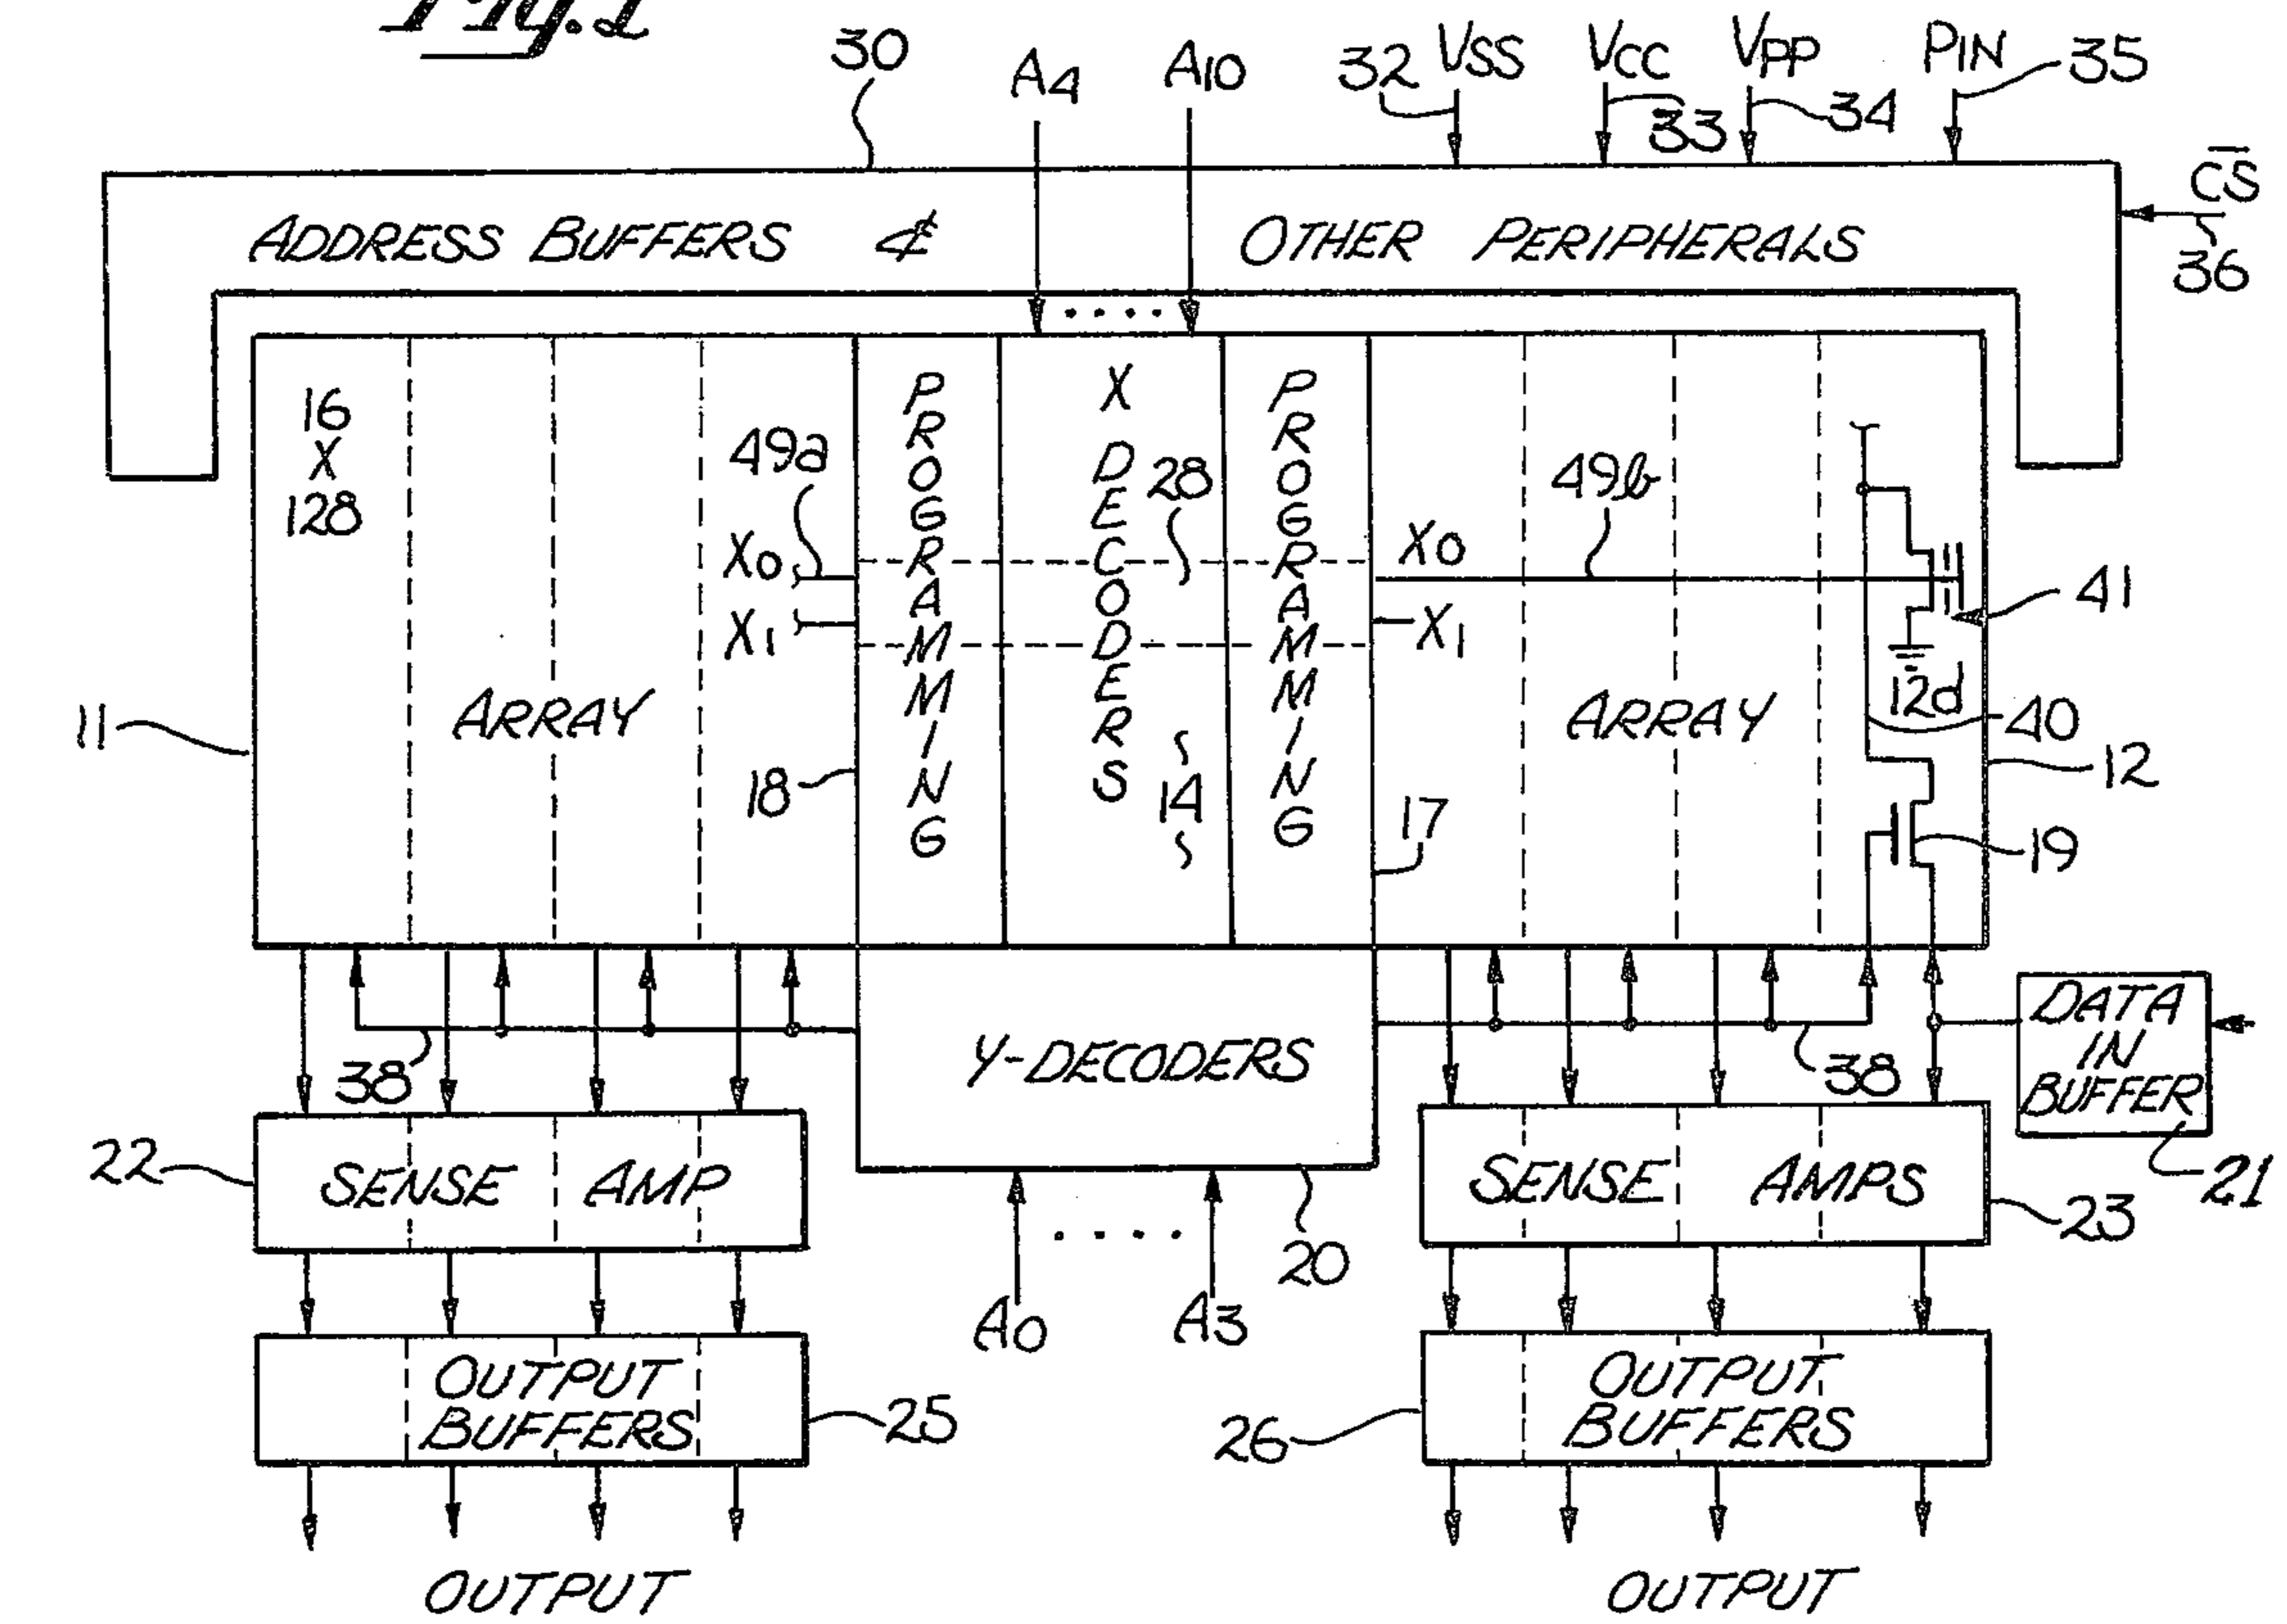 Fig. 1
30
A4
A10
32
VSS
VCC
33
VPP
34
PIN
35
C̅S̅
36
ADDRESS BUFFERS & OTHER PERIPHERALS
16
X
128
49a
X0
X1
PROGRAMMING
X DECODERS
28
14
PROGRAMMING
X0
X1
49b
41
12d
40
12
11
ARRAY
18
17
ARRAY
19
38
Y-DECODERS
38
DATA
IN
BUFFER
21
22
SENSE AMP
20
SENSE AMPS
23
A0
A3
OUTPUT
BUFFERS
25
26
OUTPUT
BUFFERS
OUTPUT
OUTPUT